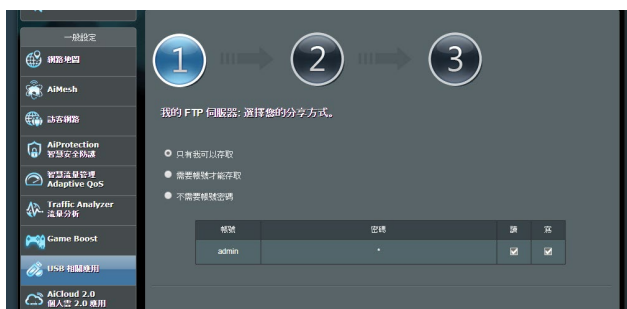 一般設定
網路地圖
AiMesh
訪客網路
AiProtection
智慧安全防護
智慧流量管理
Adaptive QoS
Traffic Analyzer
流量分析
Game Boost
USB 相關應用
AiCloud 2.0
個人雲 2.0 應用
1
2
3
我的 FTP 伺服器: 選擇您的分享方式。
只有我可以存取
需要帳號才能存取
不需要帳號密碼
帳號 密碼 讀 寫
admin *